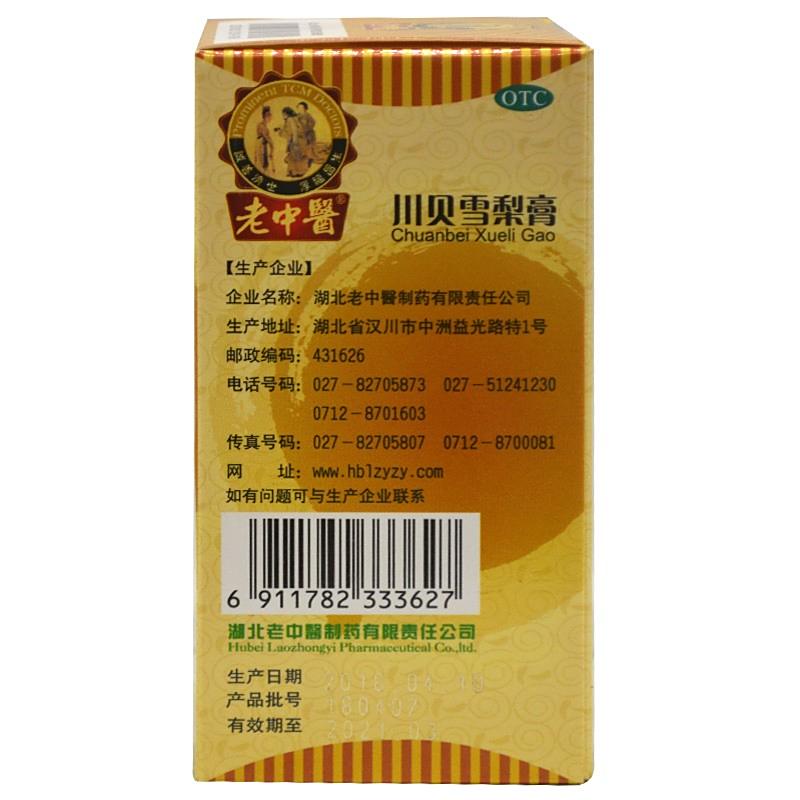 Prominent TCM Doctors
老中醫®
OTC
川贝雪梨膏
Chuanbei Xueli Gao
【生产企业】
企业名称：湖北老中醫制药有限责任公司
生产地址：湖北省汉川市中洲益光路特1号
邮政编码：431626
电话号码：027－82705873 027－51241230
0712－8701603
传真号码：027－82705807 0712－8700081
网 址：www.hblzyzy.com
如有问题可与生产企业联系
6 911782 333627
湖北老中醫制药有限责任公司
Hubei Laozhongyi Pharmaceutical Co.,ltd.
生产日期
产品批号 180407
有效期至 2021.03